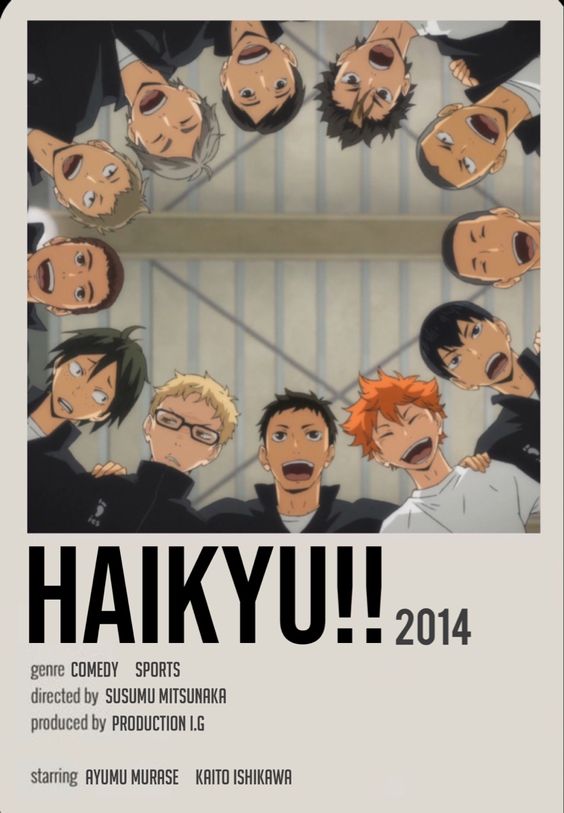 HAIKYU!! 2014
genre COMEDY SPORTS
directed by SUSUMU MITSUNAKA
produced by PRODUCTION I.G
starring AYUMU MURASE KAITO ISHIKAWA